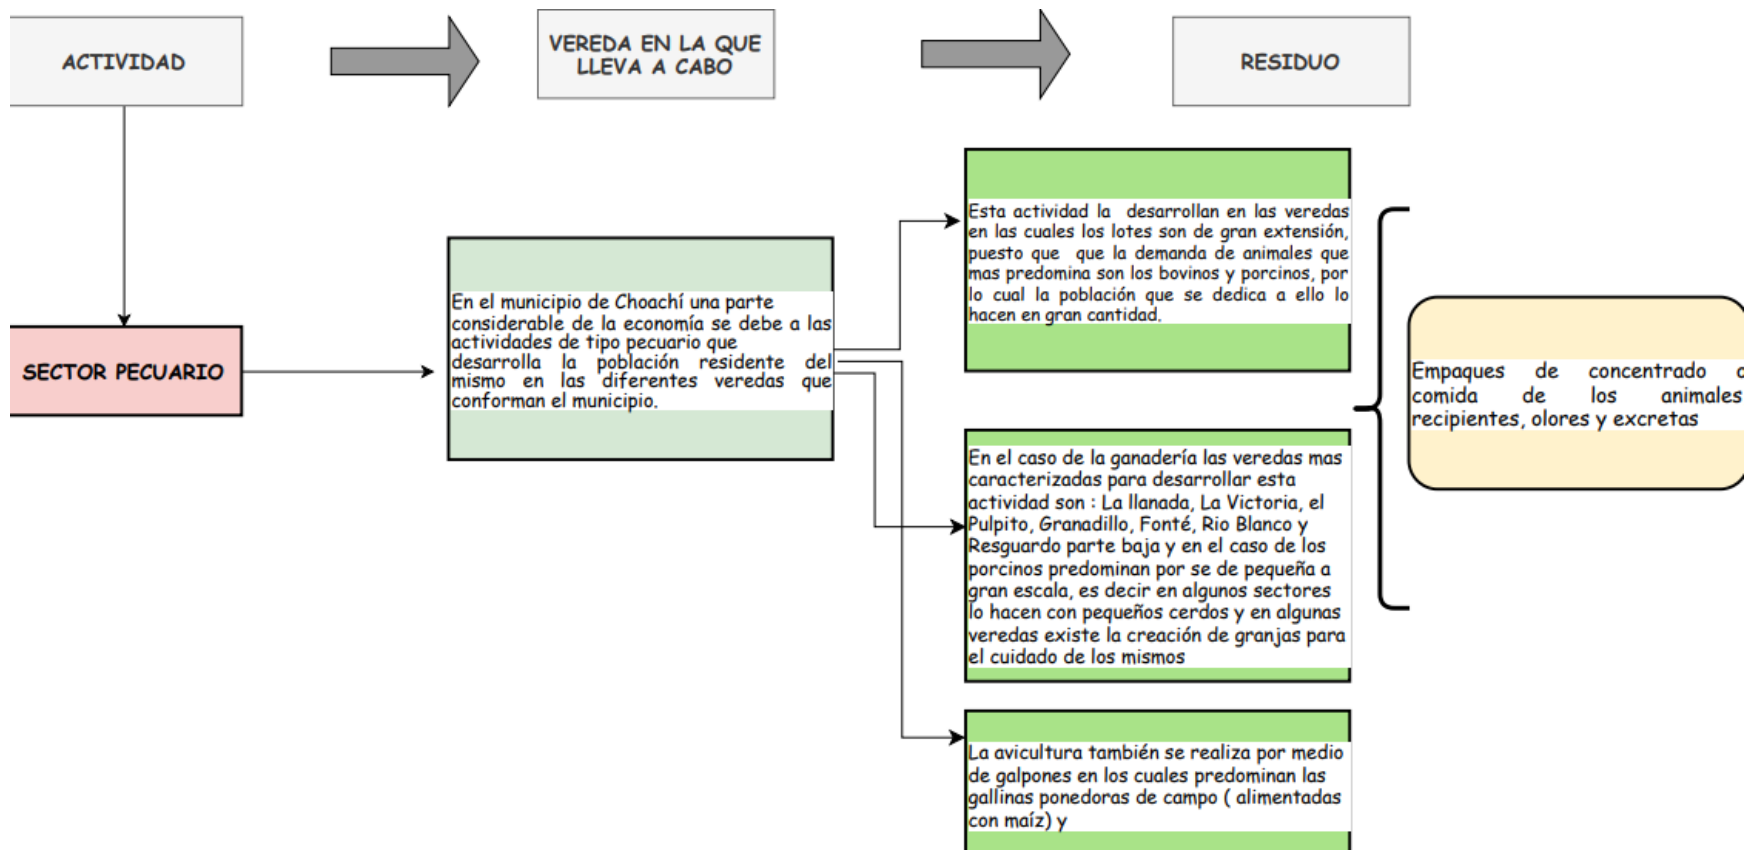 ACTIVIDAD
VEREDA EN LA QUE
LLEVA A CABO
RESIDUO
SECTOR PECUARIO
En el municipio de Choachí una parte
considerable de la economía se debe a las
actividades de tipo pecuario que
desarrolla la población residente del
mismo en las diferentes veredas que
conforman el municipio.
Esta actividad la desarrollan en las veredas
en las cuales los lotes son de gran extensión,
puesto que que la demanda de animales que
mas predomina son los bovinos y porcinos, por
lo cual la población que se dedica a ello lo
hacen en gran cantidad.
En el caso de la ganadería las veredas mas
caracterizadas para desarrollar esta
actividad son : La llanada, La Victoria, el
Pulpito, Granadillo, Fonté, Rio Blanco y
Resguardo parte baja y en el caso de los
porcinos predominan por se de pequeña a
gran escala, es decir en algunos sectores
lo hacen con pequeños cerdos y en algunas
veredas existe la creación de granjas para
el cuidado de los mismos
La avicultura también se realiza por medio
de galpones en los cuales predominan las
gallinas ponedoras de campo ( alimentadas
con maíz) y
Empaques de concentrado
comida de los animales
recipientes, olores y excretas